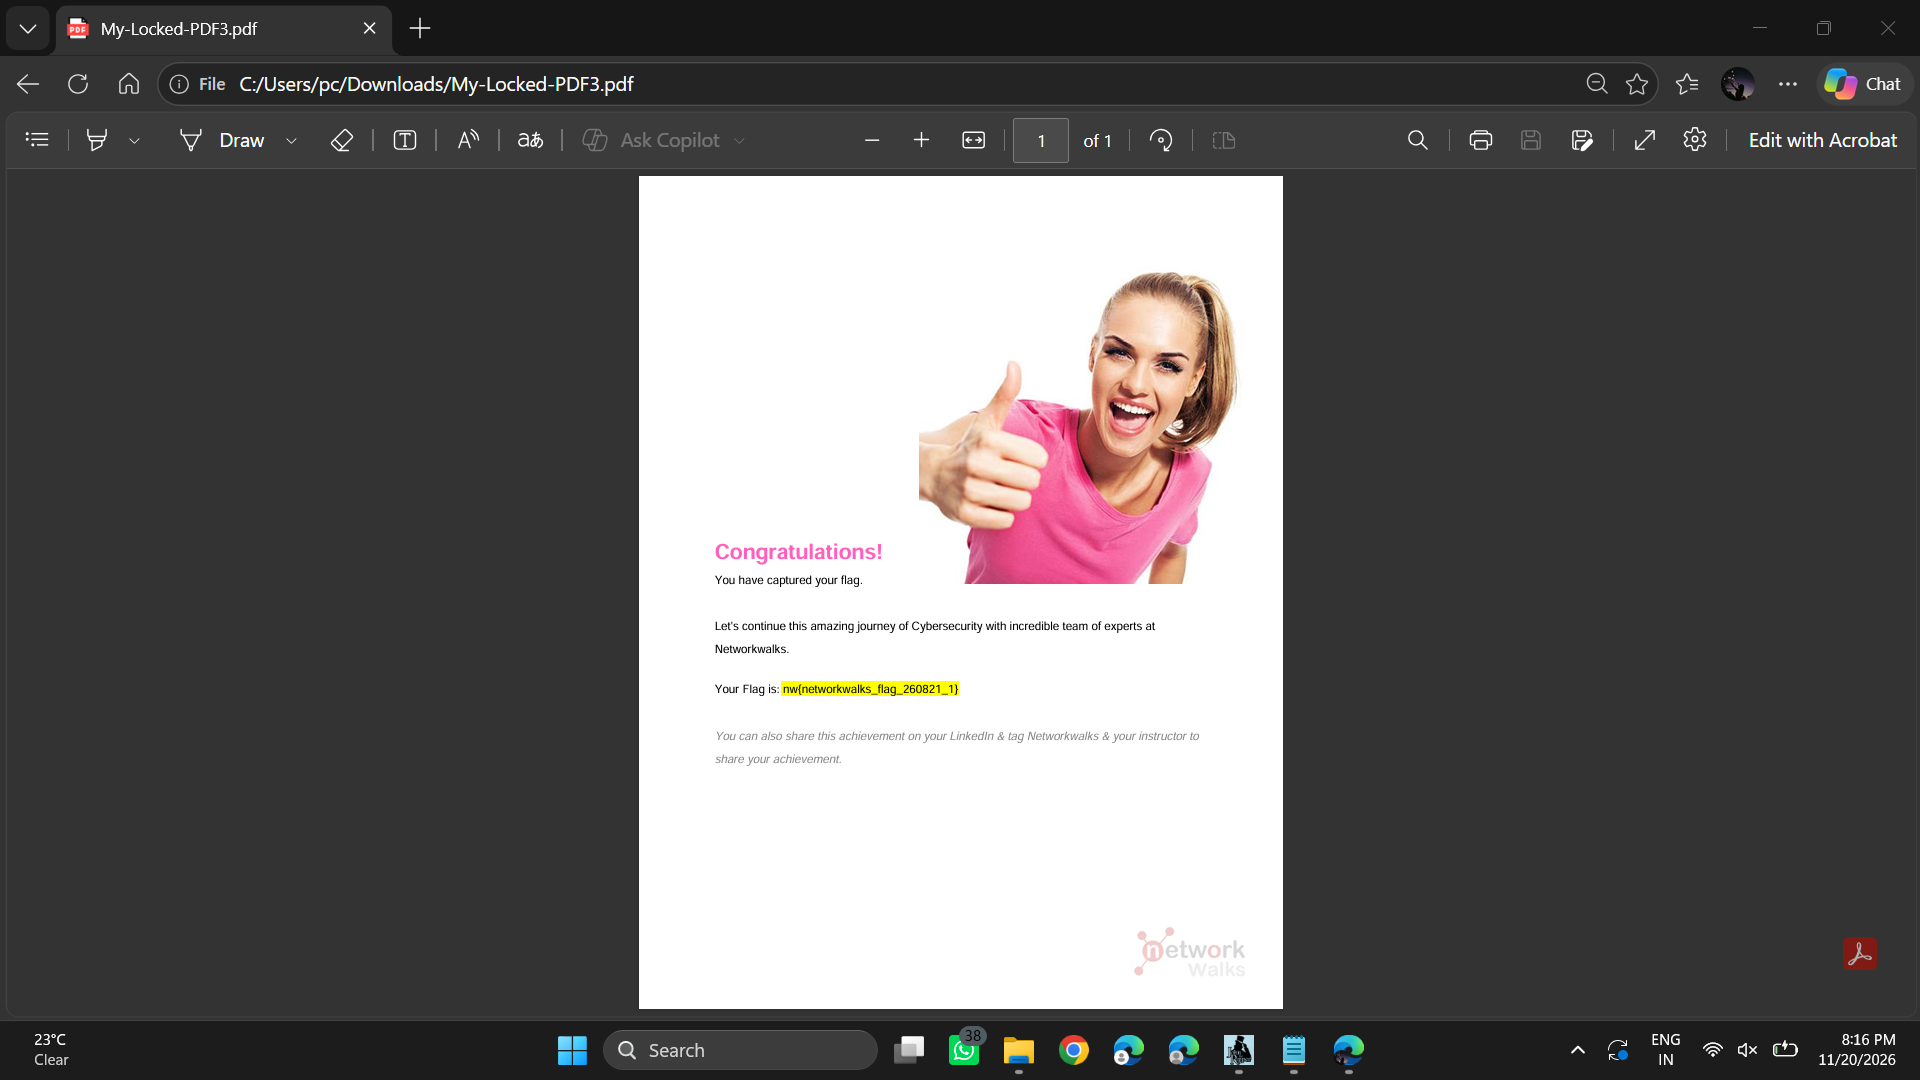 My-Locked-PDF3.pdf
File C:/Users/pc/Downloads/My-Locked-PDF3.pdf
Chat
Draw
aあ
Ask Copilot
1 of 1
Edit with Acrobat
Congratulations!
You have captured your flag.
Let's continue this amazing journey of Cybersecurity with incredible team of experts at
Networkwalks.
Your Flag is: nw{networkwalks_flag_260821_1}
You can also share this achievement on your LinkedIn & tag Networkwalks & your instructor to
share your achievement.
network
Walks
23°C
Clear
Search
38
ENG
IN
8:16 PM
11/20/2026